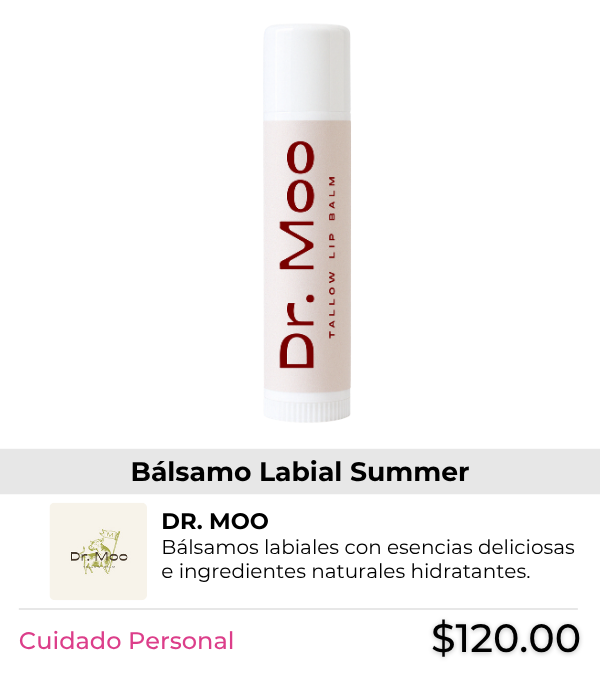 Dr. Moo
TALLOW LIP BALM
Bálsamo Labial Summer
Dr. Moo
DR. MOO
Bálsamos labiales con esencias deliciosas
e ingredientes naturales hidratantes.
Cuidado Personal
$120.00